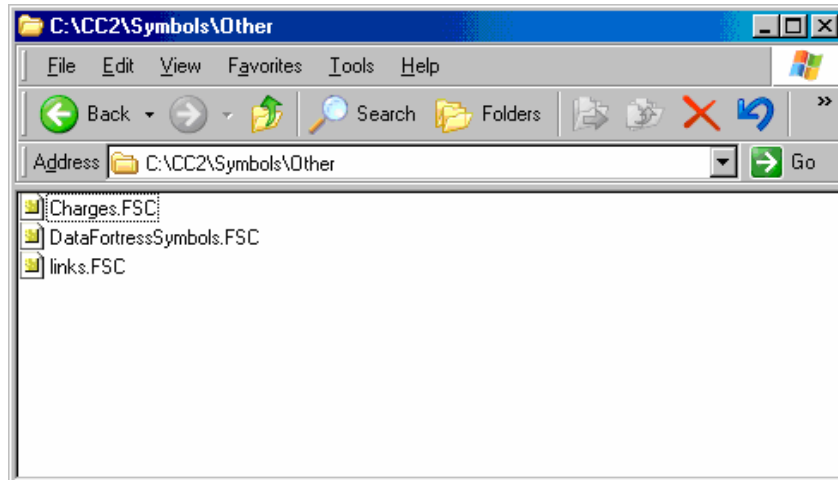 C:\CC2\Symbols\Other
File Edit View Favorites Tools Help
Back Search Folders »
Address C:\CC2\Symbols\Other Go
Charges.FSC
DataFortressSymbols.FSC
links.FSC